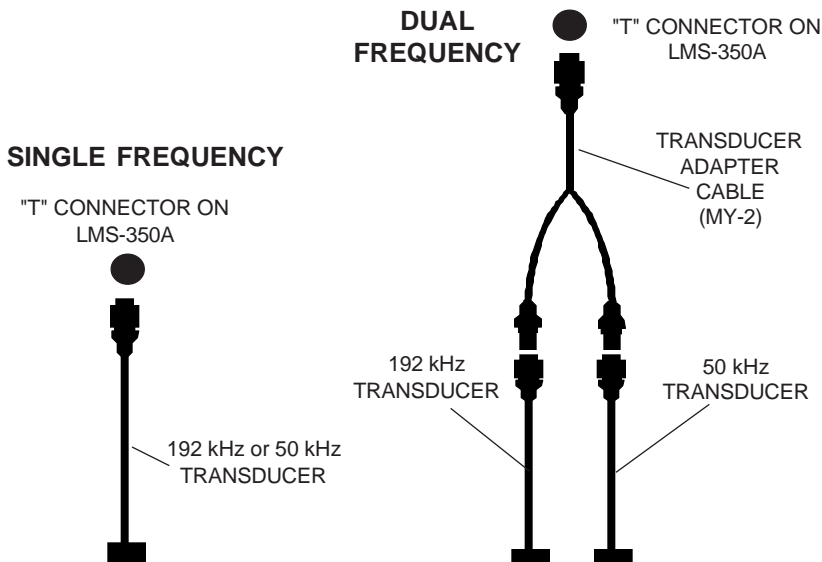 SINGLE FREQUENCY
"T" CONNECTOR ON
LMS-350A
192 kHz or 50 kHz
TRANSDUCER
DUAL
FREQUENCY
"T" CONNECTOR ON
LMS-350A
TRANSDUCER
ADAPTER
CABLE
(MY-2)
192 kHz
TRANSDUCER
50 kHz
TRANSDUCER